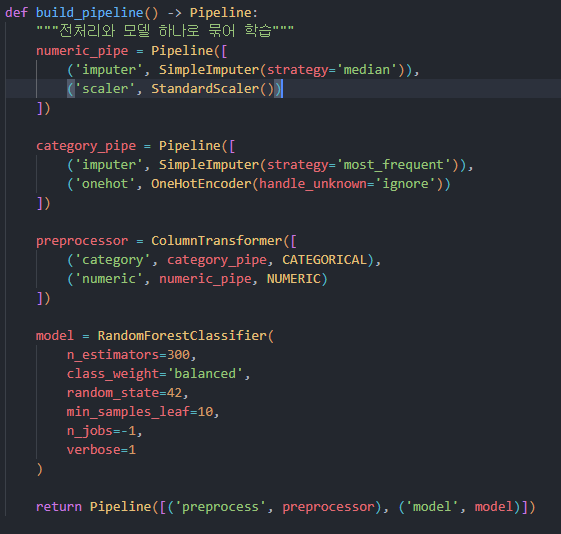 def build_pipeline() -> Pipeline:
    """전처리와 모델 하나로 묶어 학습"""
    numeric_pipe = Pipeline([
        ('imputer', SimpleImputer(strategy='median')),
        ('scaler', StandardScaler())
    ])

    category_pipe = Pipeline([
        ('imputer', SimpleImputer(strategy='most_frequent')),
        ('onehot', OneHotEncoder(handle_unknown='ignore'))
    ])

    preprocessor = ColumnTransformer([
        ('category', category_pipe, CATEGORICAL),
        ('numeric', numeric_pipe, NUMERIC)
    ])

    model = RandomForestClassifier(
        n_estimators=300,
        class_weight='balanced',
        random_state=42,
        min_samples_leaf=10,
        n_jobs=-1,
        verbose=1
    )

    return Pipeline([('preprocess', preprocessor), ('model', model)])